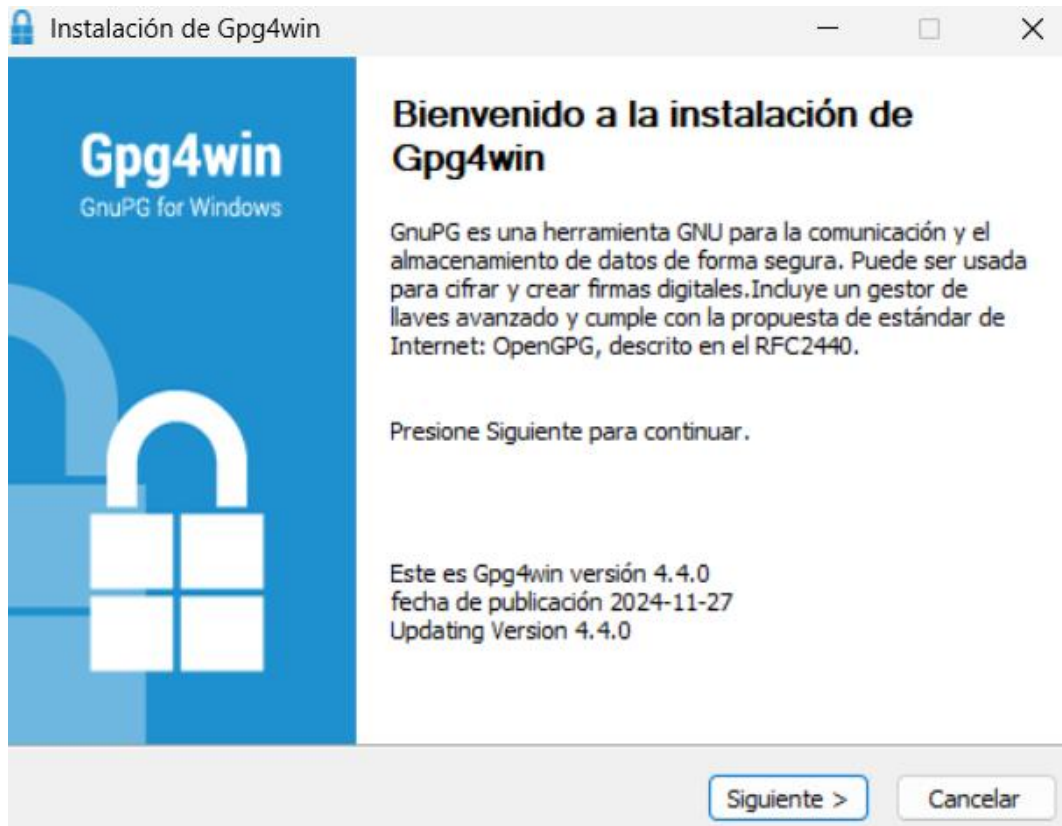 Instalación de Gpg4win
Gpg4win
GnuPG for Windows
Bienvenido a la instalación de
Gpg4win
GnuPG es una herramienta GNU para la comunicación y el
almacenamiento de datos de forma segura. Puede ser usada
para cifrar y crear firmas digitales.Incluye un gestor de
llaves avanzado y cumple con la propuesta de estándar de
Internet: OpenGPG, descrito en el RFC2440.
Presione Siguiente para continuar.
Este es Gpg4win versión 4.4.0
fecha de publicación 2024-11-27
Updating Version 4.4.0
Siguiente >
Cancelar